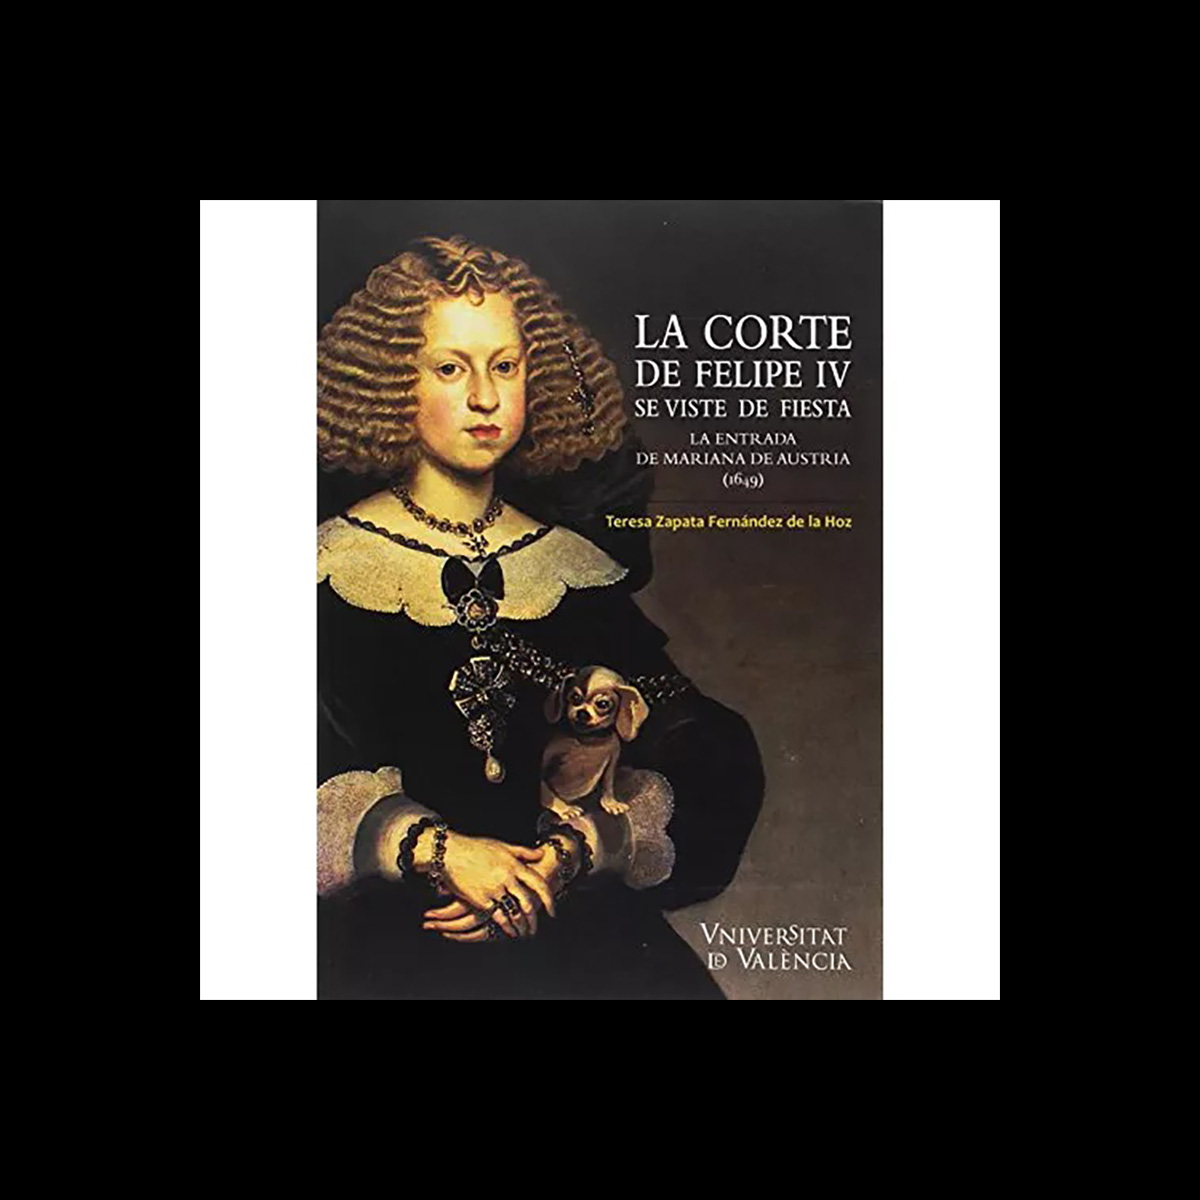 LA CORTE
DE FELIPE IV
SE VISTE DE FIESTA
LA ENTRADA
DE MARIANA DE AUSTRIA
(1649)
Teresa Zapata Fernández de la Hoz
VNIVERSITAT
DE VALÈNCIA